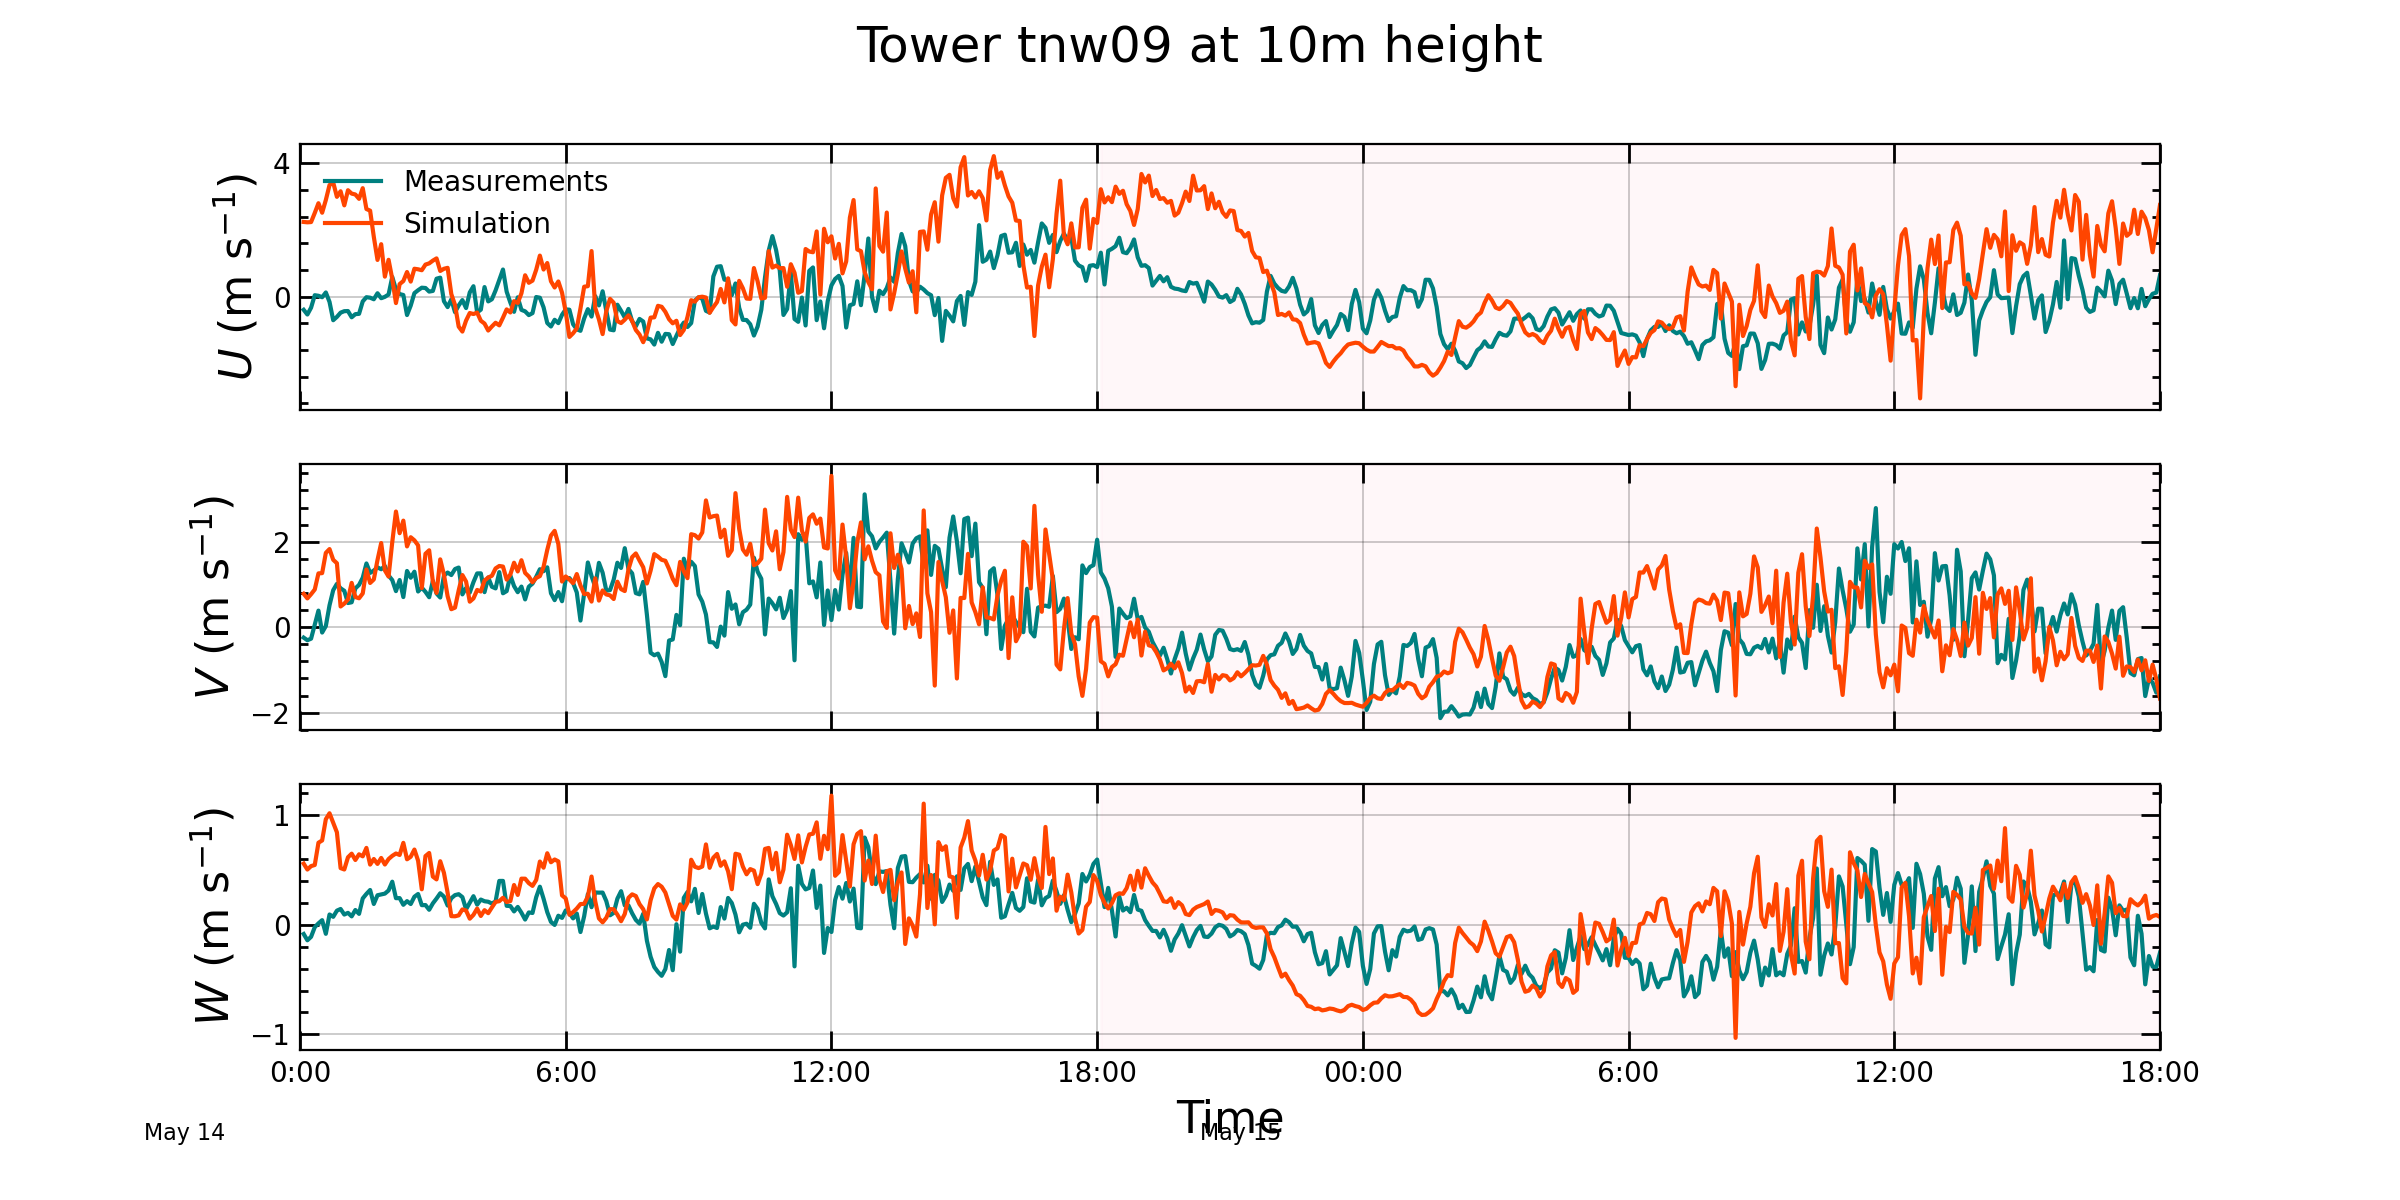 Tower tnw09 at 10m height
U (m s⁻¹)
4
0
Measurements
Simulation
V (m s⁻¹)
2
0
−2
W (m s⁻¹)
1
0
−1
0:00 6:00 12:00 18:00 00:00 6:00 12:00 18:00
Time
May 14 May 15